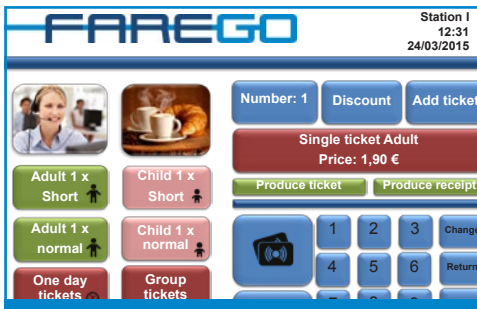 FAREGO
Station I
12:31
24/03/2015
Number: 1
Discount
Add ticket
Single ticket Adult
Price: 1,90 €
Produce ticket
Produce receipt
Adult 1 x
Short
Child 1 x
Short
Adult 1 x
normal
Child 1 x
normal
One day
tickets
Group
tickets
1
2
3
Change
4
5
6
Return